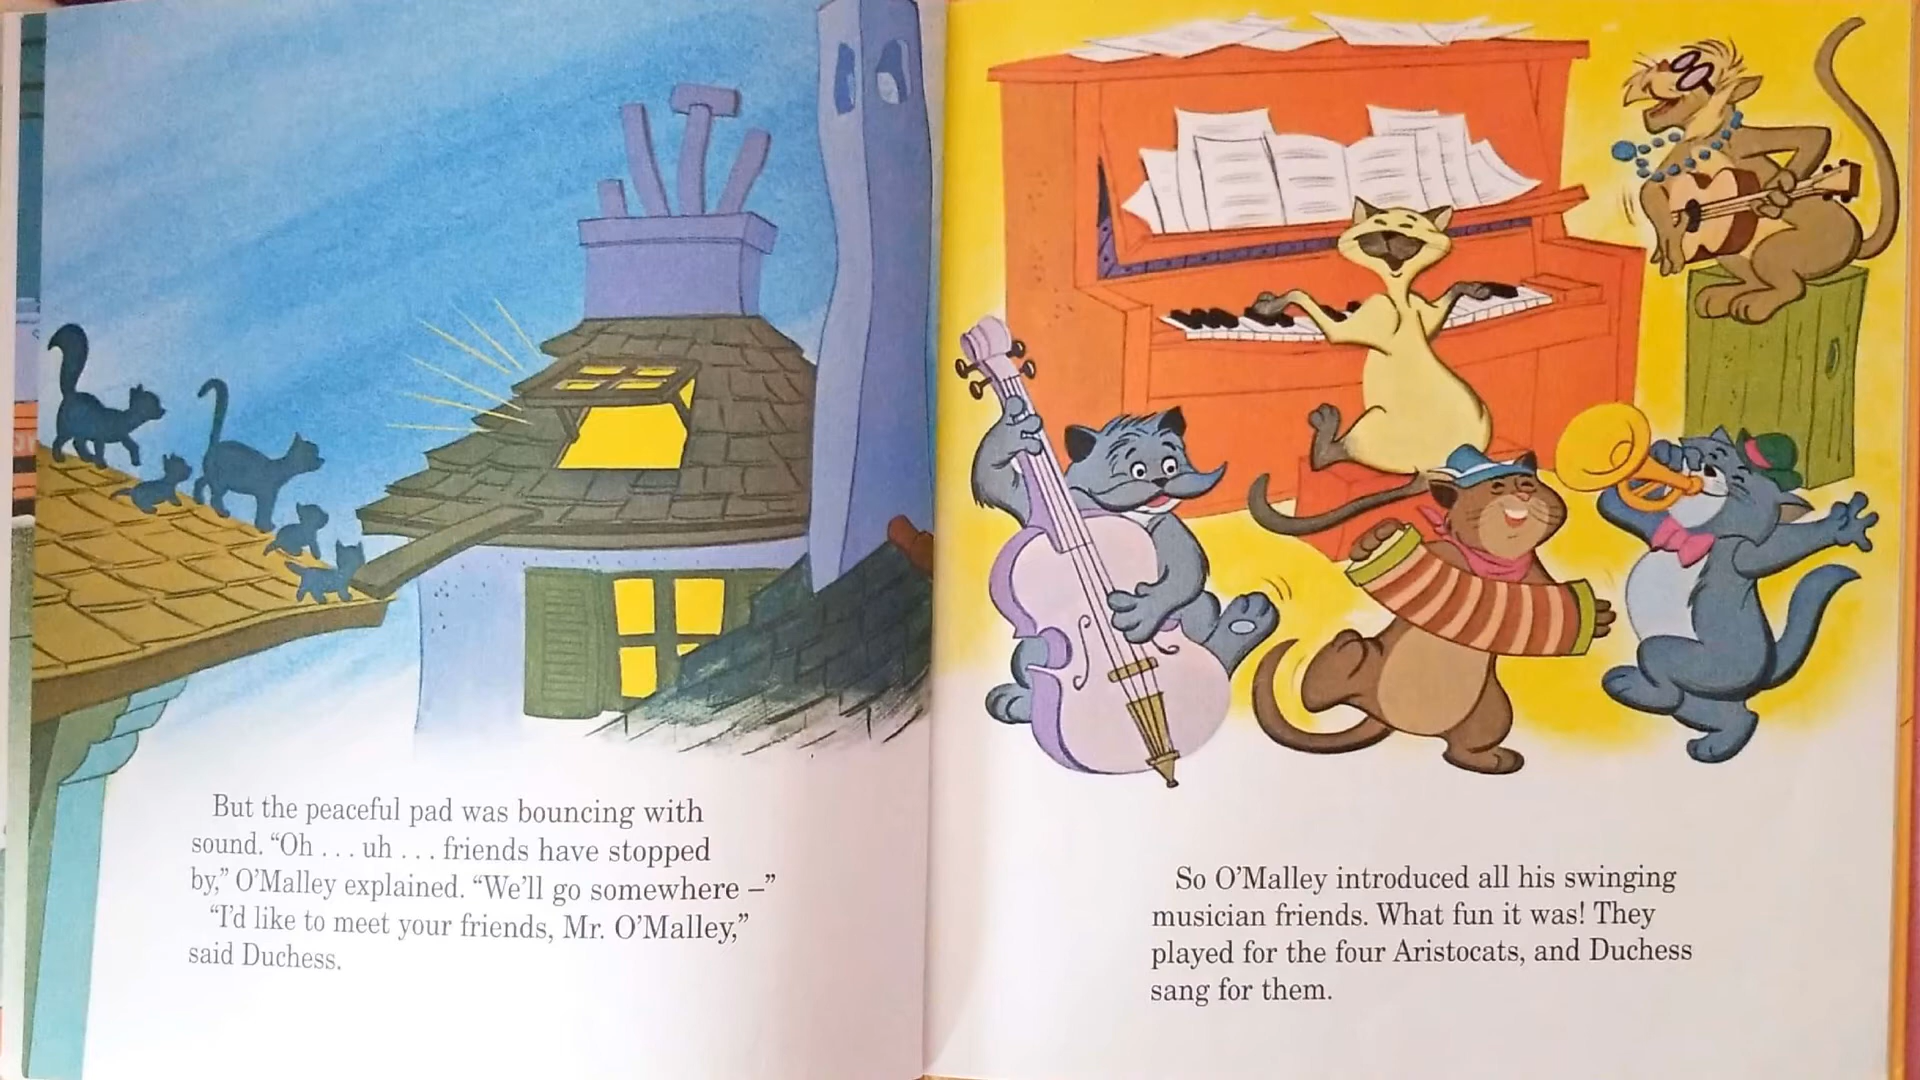 But the peaceful pad was bouncing with
sound. “Oh . . . uh . . . friends have stopped
by,” O’Malley explained. “We’ll go somewhere –”
“I’d like to meet your friends, Mr. O’Malley,”
said Duchess.
So O’Malley introduced all his swinging
musician friends. What fun it was! They
played for the four Aristocats, and Duchess
sang for them.